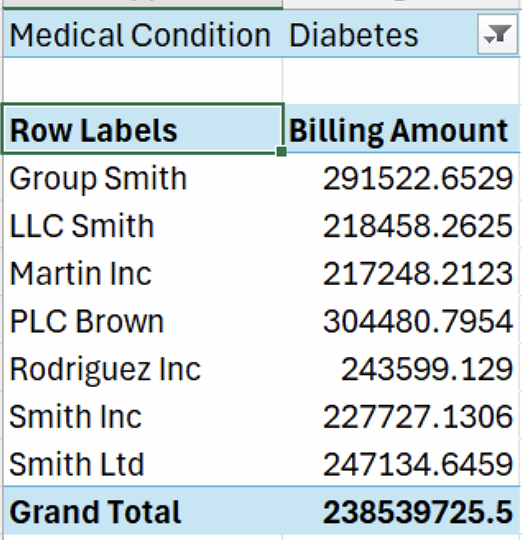 Medical Condition Diabetes
Row Labels Billing Amount
Group Smith 291522.6529
LLC Smith 218458.2625
Martin Inc 217248.2123
PLC Brown 304480.7954
Rodriguez Inc 243599.129
Smith Inc 227727.1306
Smith Ltd 247134.6459
Grand Total 238539725.5